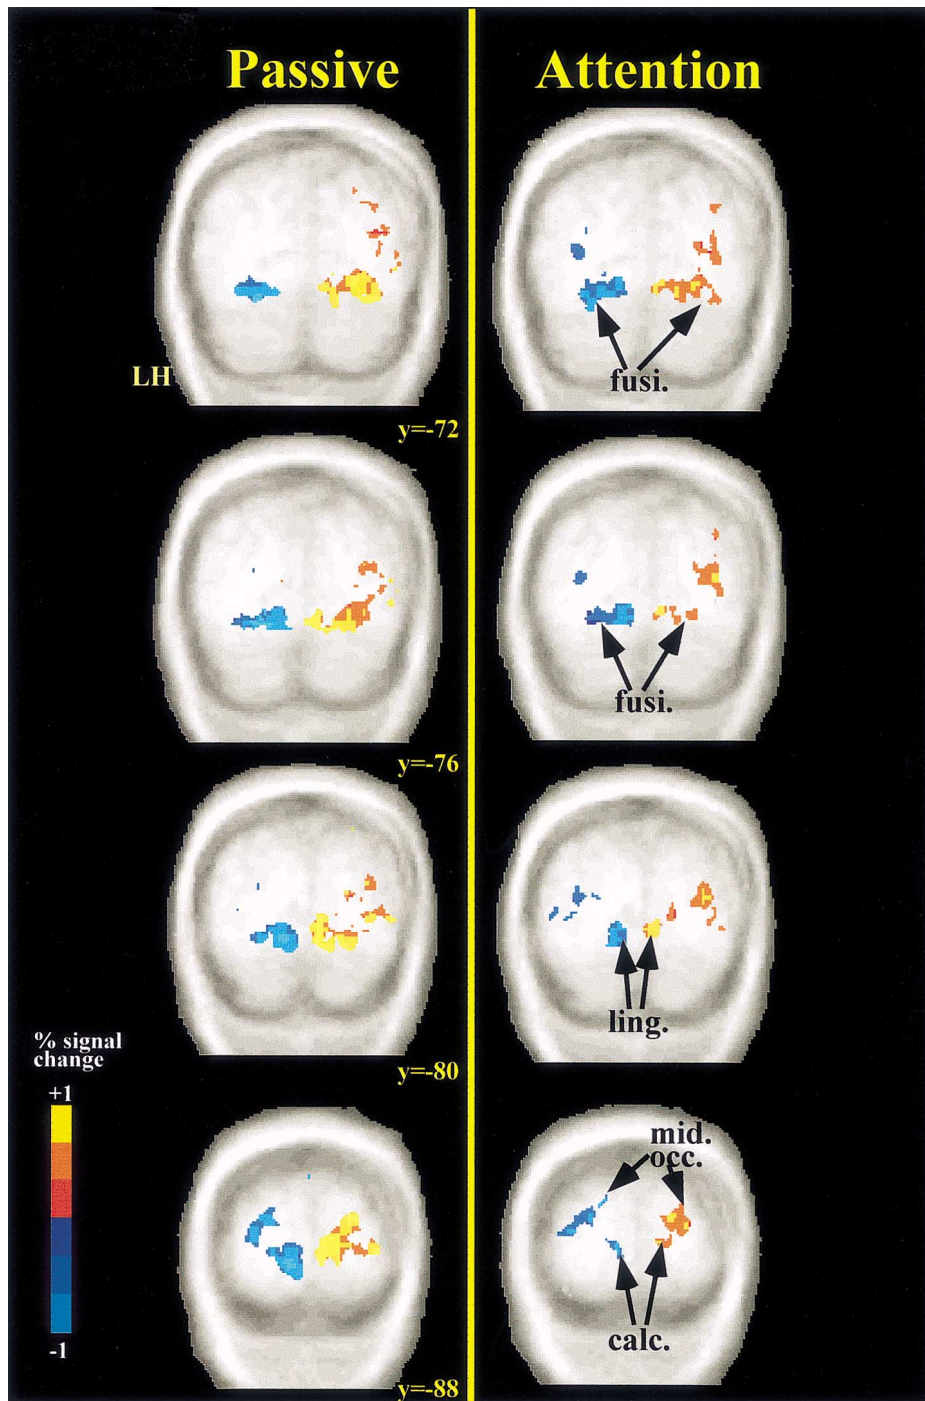 Passive
Attention
LH
fusi.
y=-72
fusi.
y=-76
ling.
% signal
change
+1
y=-80
mid.
occ.
calc.
-1
y=-88